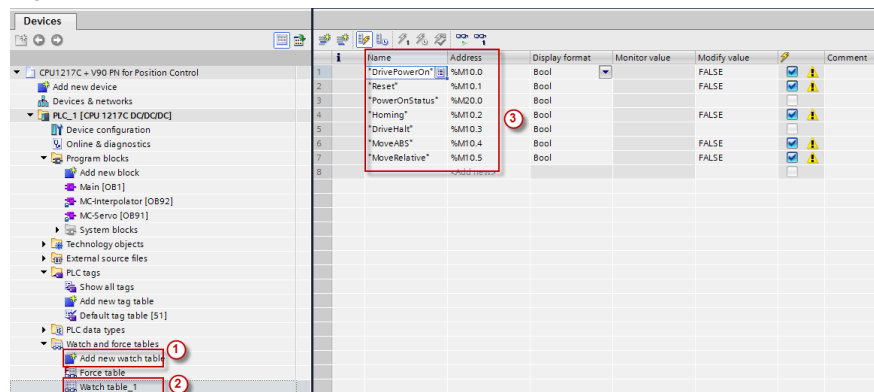 Devices
i Name Address Display format Monitor value Modify value Comment
CPU1217C + V90 PN for Position Control
Add new device
Devices & networks
PLC_1 [CPU 1217C DC/DC/DC]
Device configuration
Online & diagnostics
Program blocks
Add new block
Main [OB1]
MC-Interpolator [OB92]
MC-Servo [OB91]
System blocks
Technology objects
External source files
PLC tags
Show all tags
Add new tag table
Default tag table [51]
PLC data types
Watch and force tables
Add new watch table
Force table
Watch table_1
1
2
1 "DrivePowerOn" %M10.0 Bool FALSE
2 "Reset" %M10.1 Bool FALSE
3 "PowerOnStatus" %M20.0 Bool
4 "Homing" %M10.2 Bool FALSE
5 "DriveHalt" %M10.3 Bool
6 "MoveABS" %M10.4 Bool FALSE
7 "MoveRelative" %M10.5 Bool FALSE
8 <Add new>
3